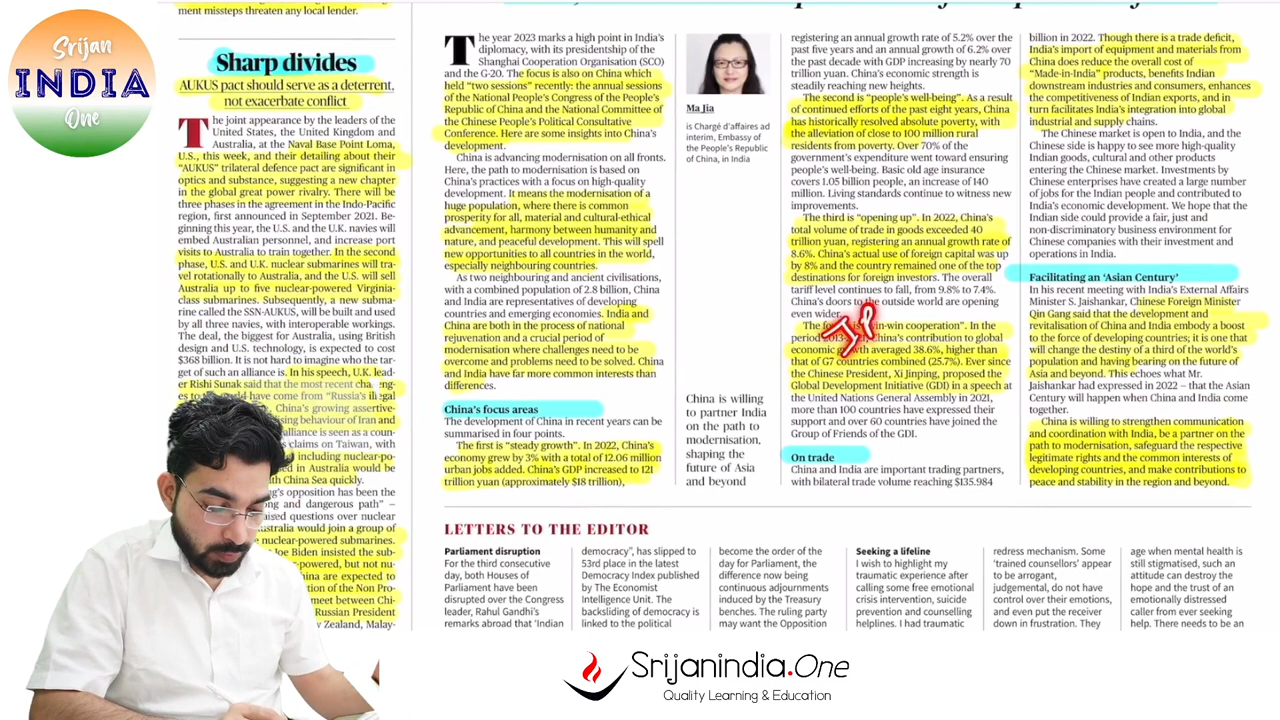 Srijan
INDIA
One
ment missteps threaten any local lender.
Sharp divides
AUKUS pact should serve as a deterrent,
not exacerbate conflict
The joint appearance by the leaders of the
United States, the United Kingdom and
Australia, at the Naval Base Point Loma,
U.S., this week, and their detailing about their
"AUKUS" trilateral defence pact are significant in
optics and substance, suggesting a new chapter
in the global great power rivalry. There will be
three phases in the agreement in the Indo-Pacific
region, first announced in September 2021. Be-
ginning this year, the U.S. and the U.K. navies will
embed Australian personnel, and increase port
visits to Australia to train together. In the second
phase, U.S. and U.K. nuclear submarines will tra-
vel rotationally to Australia, and the U.S. will sell
Australia up to five nuclear-powered Virginia-
class submarines. Subsequently, a new subma-
rine called the SSN-AUKUS, will be built and used
by all three navies, with interoperable workings.
The deal, the biggest for Australia, using British
design and U.S. technology, is expected to cost
$368 billion. It is not hard to imagine who the tar-
get of such an alliance is. In his speech, U.K. lead-
er Rishi Sunak said that the most recent
have come from "Russia's illegal
China's growing assertive-
behaviour of Iran and
alliance is seen as a coun-
claims on Taiwan, with
including nuclear-po-
in Australia would be
China Sea quickly.
opposition has been the
and dangerous path" –
questions over nuclear
would join a group of
nuclear-powered submarines.
Joe Biden insisted the sub-
but not nu-
are expected to
of the Non Pro-
meet between Chi-
Russian President
Zealand, Malay-
The year 2023 marks a high point in India's
diplomacy, with its presidentship of the
Shanghai Cooperation Organisation (SCO)
and the G-20. The focus is also on China which
held "two sessions" recently: the annual sessions
of the National People's Congress of the People's
Republic of China and the National Committee of
the Chinese People's Political Consultative
Conference. Here are some insights into China's
development.
China is advancing modernisation on all fronts.
Here, the path to modernisation is based on
China's practices with a focus on high-quality
development. It means the modernisation of a
huge population, where there is common
prosperity for all, material and cultural-ethical
advancement, harmony between humanity and
nature, and peaceful development. This will spell
new opportunities to all countries in the world,
especially neighbouring countries.
As two neighbouring and ancient civilisations,
with a combined population of 2.8 billion, China
and India are representatives of developing
countries and emerging economies. India and
China are both in the process of national
rejuvenation and a crucial period of
modernisation where challenges need to be
overcome and problems need to be solved. China
and India have far more common interests than
differences.
China's focus areas
The development of China in recent years can be
summarised in four points.
The first is "steady growth". In 2022, China's
economy grew by 3% with a total of 12.06 million
urban jobs added. China's GDP increased to 121
trillion yuan (approximately $18 trillion),
Ma Jia
is Chargé d'affaires ad
interim, Embassy of
the People's Republic
of China, in India
China is willing
to partner India
on the path to
modernisation,
shaping the
future of Asia
and beyond
registering an annual growth rate of 5.2% over the
past five years and an annual growth of 6.2% over
the past decade with GDP increasing by nearly 70
trillion yuan. China's economic strength is
steadily reaching new heights.
The second is "people's well-being". As a result
of continued efforts of the past eight years, China
has historically resolved absolute poverty, with
the alleviation of close to 100 million rural
residents from poverty. Over 70% of the
government's expenditure went toward ensuring
people's well-being. Basic old age insurance
covers 1.05 billion people, an increase of 140
million. Living standards continue to witness new
improvements.
The third is "opening up". In 2022, China's
total volume of trade in goods exceeded 40
trillion yuan, registering an annual growth rate of
8.6%. China's actual use of foreign capital was up
by 8% and the country remained one of the top
destinations for foreign investors. The overall
tariff level continues to fall, from 9.8% to 7.4%.
China's doors to the outside world are opening
even wider.
The is "win-win cooperation". In the
period China's contribution to global
economic growth averaged 38.6%, higher than
that of G7 countries combined (25.7%). Ever since
the Chinese President, Xi Jinping, proposed the
Global Development Initiative (GDI) in a speech at
the United Nations General Assembly in 2021,
more than 100 countries have expressed their
support and over 60 countries have joined the
Group of Friends of the GDI.
On trade
China and India are important trading partners,
with bilateral trade volume reaching $135.984
billion in 2022. Though there is a trade deficit,
India's import of equipment and materials from
China does reduce the overall cost of
"Made-in-India" products, benefits Indian
downstream industries and consumers, enhances
the competitiveness of Indian exports, and in
turn facilitates India's integration into global
industrial and supply chains.
The Chinese market is open to India, and the
Chinese side is happy to see more high-quality
Indian goods, cultural and other products
entering the Chinese market. Investments by
Chinese enterprises have created a large number
of jobs for the Indian people and contributed to
India's economic development. We hope that the
Indian side could provide a fair, just and
non-discriminatory business environment for
Chinese companies with their investment and
operations in India.
Facilitating an 'Asian Century'
In his recent meeting with India's External Affairs
Minister S. Jaishankar, Chinese Foreign Minister
Qin Gang said that the development and
revitalisation of China and India embody a boost
to the force of developing countries; it is one that
will change the destiny of a third of the world's
population and having bearing on the future of
Asia and beyond. This echoes what Mr.
Jaishankar had expressed in 2022 – that the Asian
Century will happen when China and India come
together.
China is willing to strengthen communication
and coordination with India, be a partner on the
path to modernisation, safeguard the respective
legitimate rights and the common interests of
developing countries, and make contributions to
peace and stability in the region and beyond.
LETTERS TO THE EDITOR
Parliament disruption
For the third consecutive
day, both Houses of
Parliament have been
disrupted over the Congress
leader, Rahul Gandhi's
remarks abroad that 'Indian
democracy", has slipped to
53rd place in the latest
Democracy Index published
by The Economist
Intelligence Unit. The
backsliding of democracy is
linked to the political
become the order of the
day for Parliament, the
difference now being
continuous adjournments
induced by the Treasury
benches. The ruling party
may want the Opposition
Seeking a lifeline
I wish to highlight my
traumatic experience after
calling some free emotional
crisis intervention, suicide
prevention and counselling
helplines. I had traumatic
redress mechanism. Some
'trained counsellors' appear
to be arrogant,
judgemental, do not have
control over their emotions,
and even put the receiver
down in frustration. They
age when mental health is
still stigmatised, such an
attitude can destroy the
hope and the trust of an
emotionally distressed
caller from ever seeking
help. There needs to be an
Srijanindia.One
Quality Learning & Education